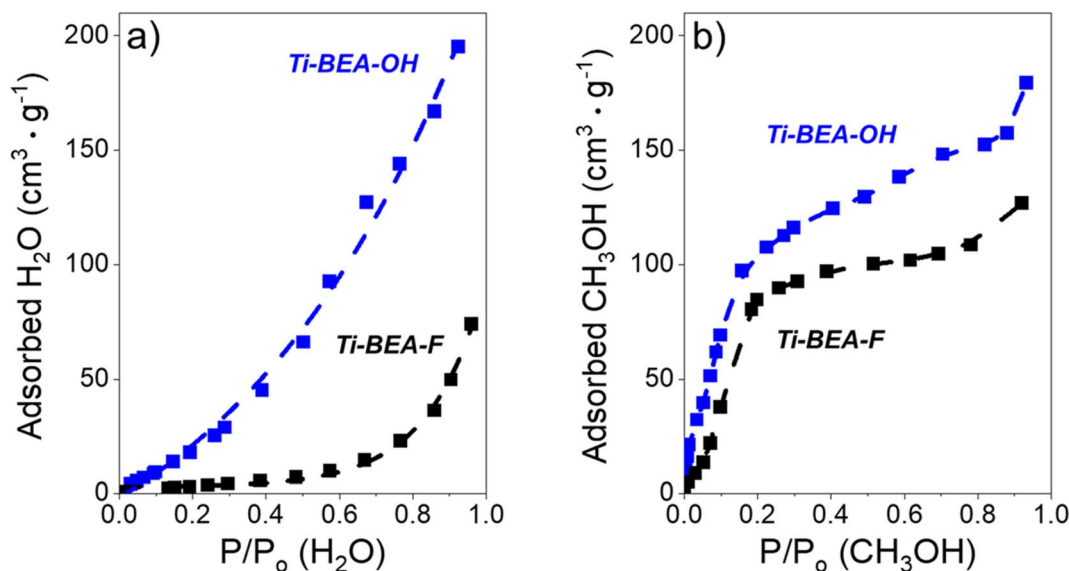 a)
Ti-BEA-OH
Ti-BEA-F
Adsorbed H₂O (cm³ · g⁻¹)
200
150
100
50
0
0.0 0.2 0.4 0.6 0.8 1.0
P/Pₒ (H₂O)
b)
Ti-BEA-OH
Ti-BEA-F
Adsorbed CH₃OH (cm³ · g⁻¹)
200
150
100
50
0
0.0 0.2 0.4 0.6 0.8 1.0
P/Pₒ (CH₃OH)